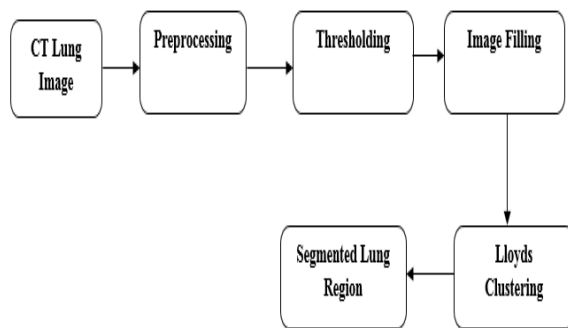 CT Lung
Image
Preprocessing
Thresholding
Image Filling
Segmented Lung
Region
Lloyds
Clustering